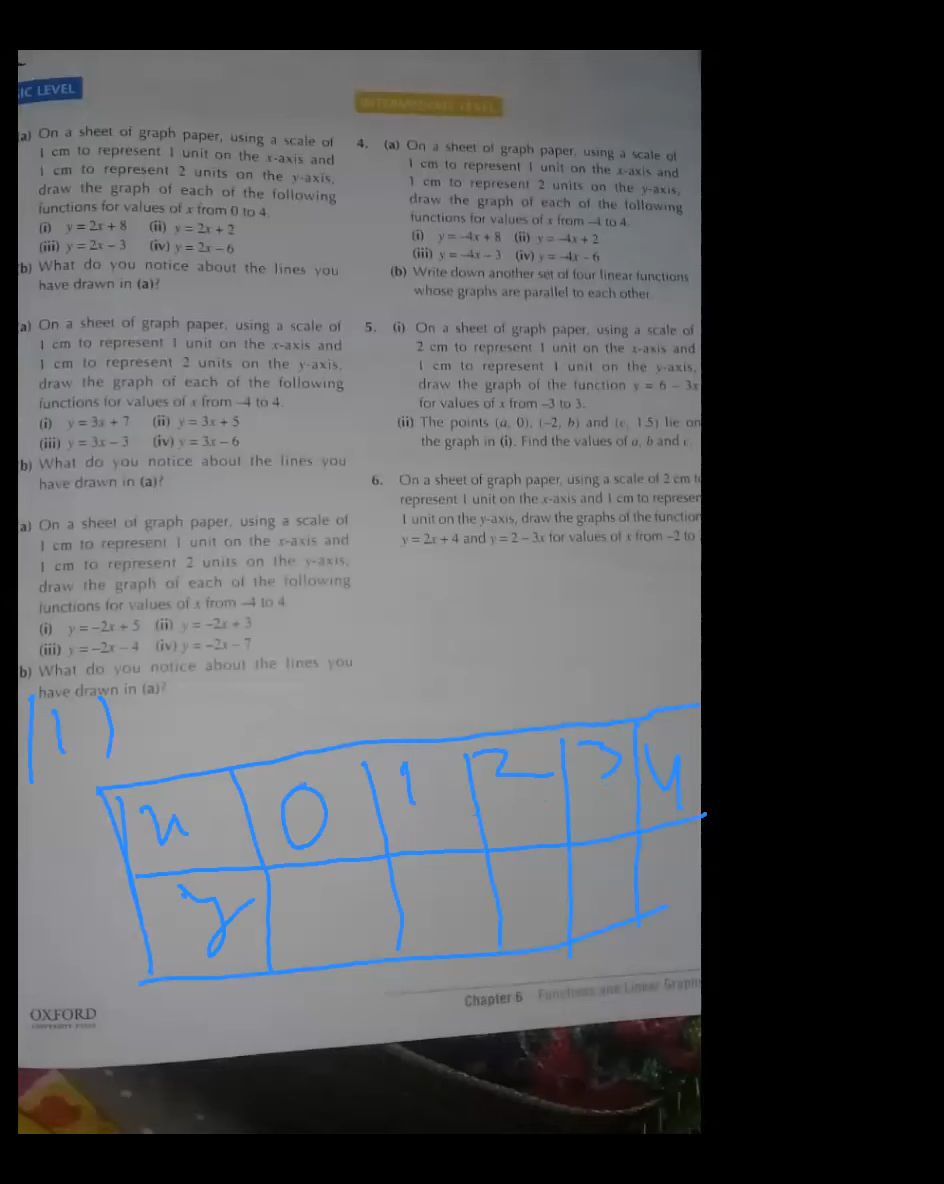 IC LEVEL
a) On a sheet of graph paper, using a scale of
1 cm to represent 1 unit on the x-axis and
1 cm to represent 2 units on the y-axis,
draw the graph of each of the following
functions for values of x from 0 to 4.
(i) y = 2x + 8 (ii) y = 2x + 2
(iii) y = 2x – 3 (iv) y = 2x – 6
b) What do you notice about the lines you
have drawn in (a)?
a) On a sheet of graph paper, using a scale of
1 cm to represent 1 unit on the x-axis and
1 cm to represent 2 units on the y-axis,
draw the graph of each of the following
functions for values of x from –4 to 4.
(i) y = 3x + 7 (ii) y = 3x + 5
(iii) y = 3x – 3 (iv) y = 3x – 6
b) What do you notice about the lines you
have drawn in (a)?
a) On a sheet of graph paper, using a scale of
1 cm to represent 1 unit on the x-axis and
1 cm to represent 2 units on the y-axis,
draw the graph of each of the following
functions for values of x from –4 to 4
(i) y = –2x + 5 (ii) y = –2x + 3
(iii) y = –2x – 4 (iv) y = –2x – 7
b) What do you notice about the lines you
have drawn in (a)?
INTERMEDIATE LEVEL
4. (a) On a sheet of graph paper, using a scale of
1 cm to represent 1 unit on the x-axis and
1 cm to represent 2 units on the y-axis,
draw the graph of each of the following
functions for values of x from –4 to 4.
(i) y = –4x + 8 (ii) y = –4x + 2
(iii) y = –4x – 3 (iv) y = –4x – 6
(b) Write down another set of four linear functions
whose graphs are parallel to each other.
5. (i) On a sheet of graph paper, using a scale of
2 cm to represent 1 unit on the x-axis and
1 cm to represent 1 unit on the y-axis,
draw the graph of the function y = 6 – 3x
for values of x from –3 to 3.
(ii) The points (a, 0), (–2, b) and (c, 1.5) lie on
the graph in (i). Find the values of a, b and c.
6. On a sheet of graph paper, using a scale of 2 cm to
represent 1 unit on the x-axis and 1 cm to represen
1 unit on the y-axis, draw the graphs of the function
y = 2x + 4 and y = 2 – 3x for values of x from –2 to
(1)
x 0 1 2 3 4
y
Chapter 6 Functions and Linear Graph
OXFORD
UNIVERSITY PRESS